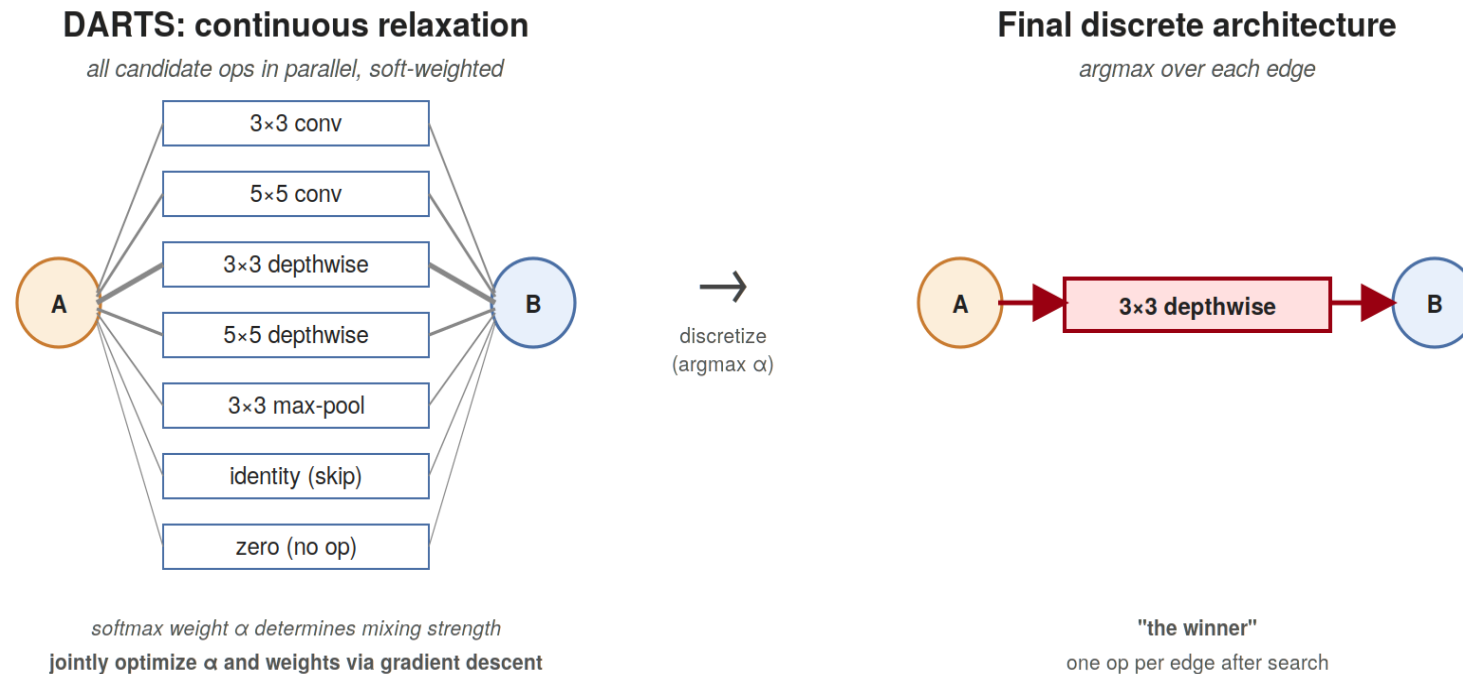 DARTS: continuous relaxation
all candidate ops in parallel, soft-weighted
3×3 conv
5×5 conv
3×3 depthwise
5×5 depthwise
3×3 max-pool
identity (skip)
zero (no op)
A
B
softmax weight α determines mixing strength
jointly optimize α and weights via gradient descent
→
discretize
(argmax α)
Final discrete architecture
argmax over each edge
A
3×3 depthwise
B
"the winner"
one op per edge after search